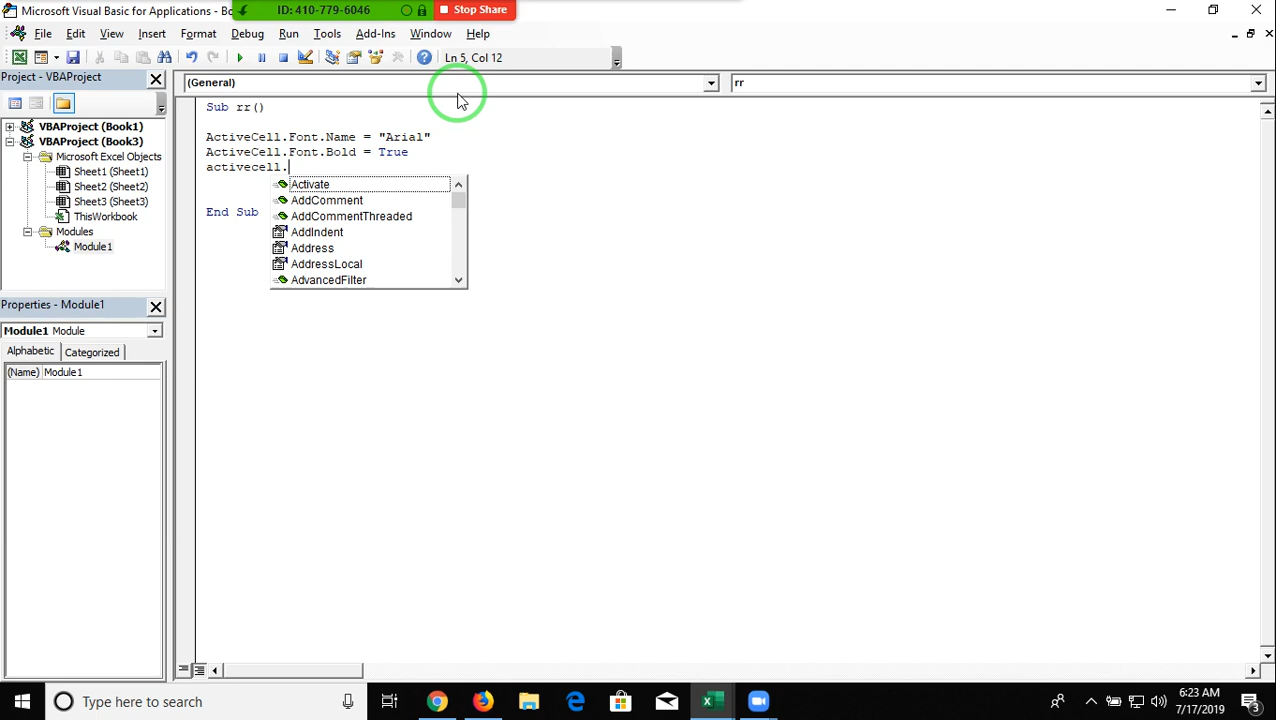 Microsoft Visual Basic for Applications - Bo
ID: 410-779-6046
Stop Share
File Edit View Insert Format Debug Run Tools Add-Ins Window Help
Ln 5, Col 12
Project - VBAProject
(General)
rr
VBAProject (Book1)
VBAProject (Book3)
Microsoft Excel Objects
Sheet1 (Sheet1)
Sheet2 (Sheet2)
Sheet3 (Sheet3)
ThisWorkbook
Modules
Module1
Sub rr()
ActiveCell.Font.Name = "Arial"
ActiveCell.Font.Bold = True
activecell.
Activate
AddComment
AddCommentThreaded
AddIndent
Address
AddressLocal
AdvancedFilter
End Sub
Properties - Module1
Module1 Module
Alphabetic Categorized
(Name) Module1
Type here to search
6:23 AM
7/17/2019
3